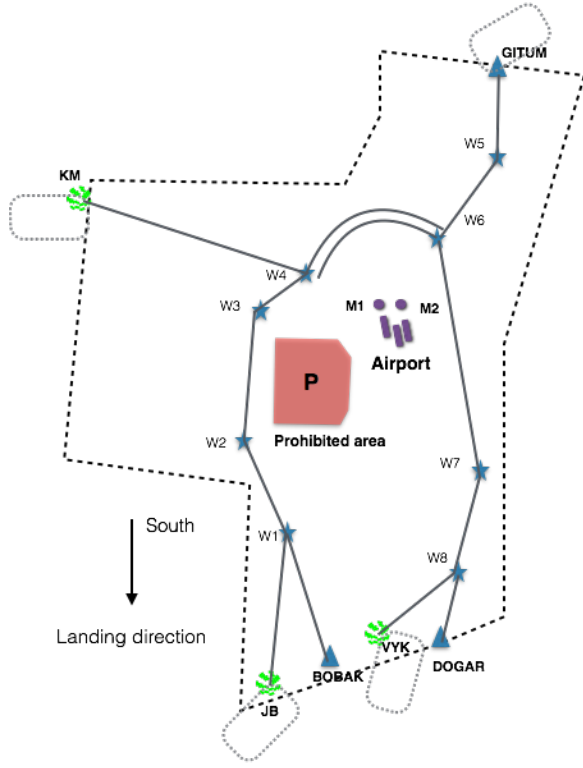 GITUM
W5
KM
W6
W4
W3
M1
M2
Airport
P
Prohibited area
W2
W7
South
W1
W8
Landing direction
VYK
DOGAR
BOBAK
JB